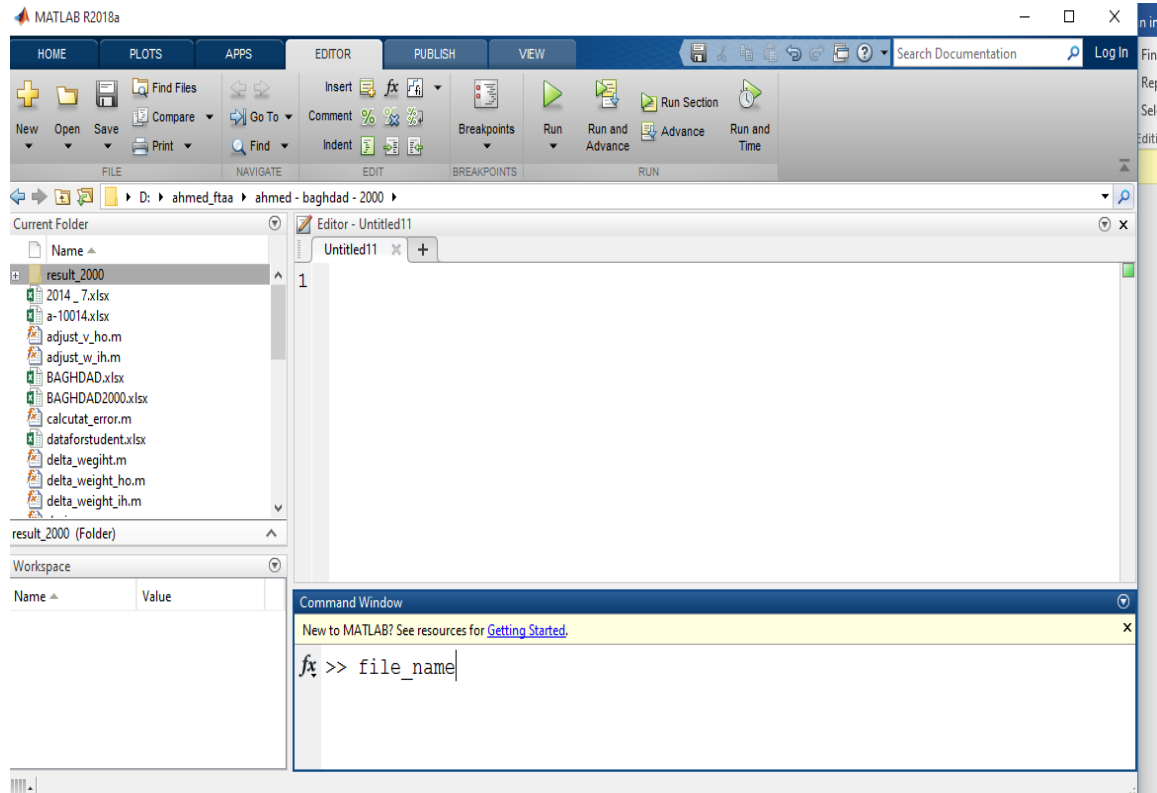 MATLAB R2018a
HOME PLOTS APPS EDITOR PUBLISH VIEW Search Documentation Log In
New Open Save
Find Files
Compare
Print
FILE
Go To
Find
NAVIGATE
Insert fx
Comment
Indent
EDIT
Breakpoints
BREAKPOINTS
Run Run and Advance Run Section Advance Run and Time
RUN
D: ahmed_ftaa ahmed - baghdad - 2000
Current Folder
Name
result_2000
2014 _ 7.xlsx
a-10014.xlsx
adjust_v_ho.m
adjust_w_ih.m
BAGHDAD.xlsx
BAGHDAD2000.xlsx
calcutat_error.m
dataforstudent.xlsx
delta_wegiht.m
delta_weight_ho.m
delta_weight_ih.m
result_2000 (Folder)
Workspace
Name Value
Editor - Untitled11
Untitled11 +
1
Command Window
New to MATLAB? See resources for Getting Started.
fx >> file_name